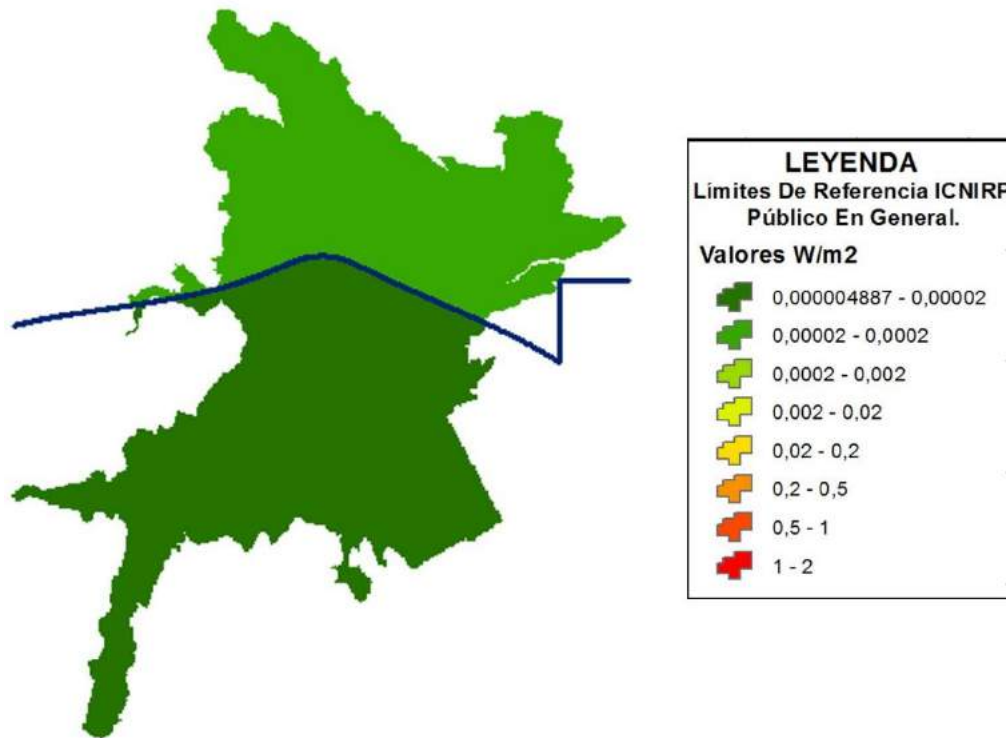 LEYENDA
Límites De Referencia ICNIRP
Público En General.
Valores W/m2
0,000004887 - 0,00002
0,00002 - 0,0002
0,0002 - 0,002
0,002 - 0,02
0,02 - 0,2
0,2 - 0,5
0,5 - 1
1 - 2